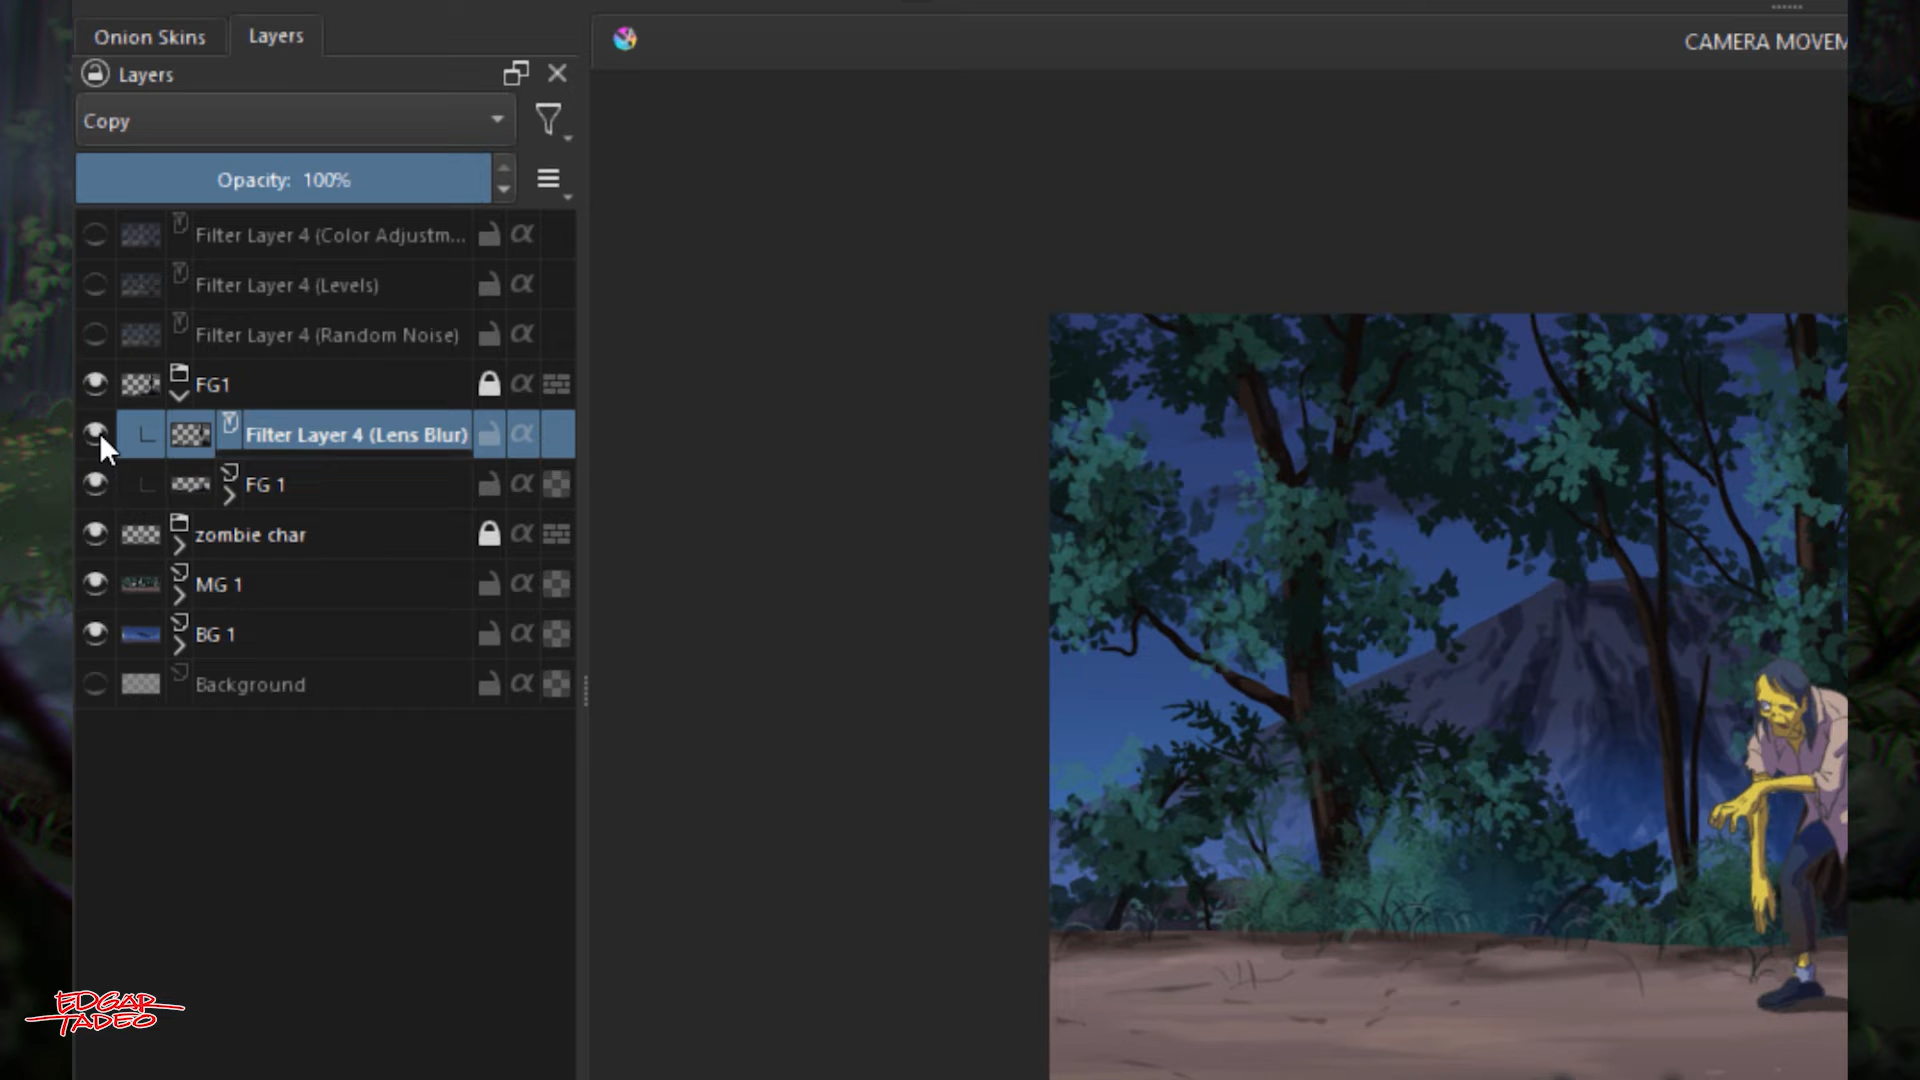 Onion Skins
Layers
CAMERA MOVEM
Layers
Copy
Opacity: 100%
Filter Layer 4 (Color Adjustm...
Filter Layer 4 (Levels)
Filter Layer 4 (Random Noise)
FG1
Filter Layer 4 (Lens Blur)
FG 1
zombie char
MG 1
BG 1
Background
EDGAR
TADEO